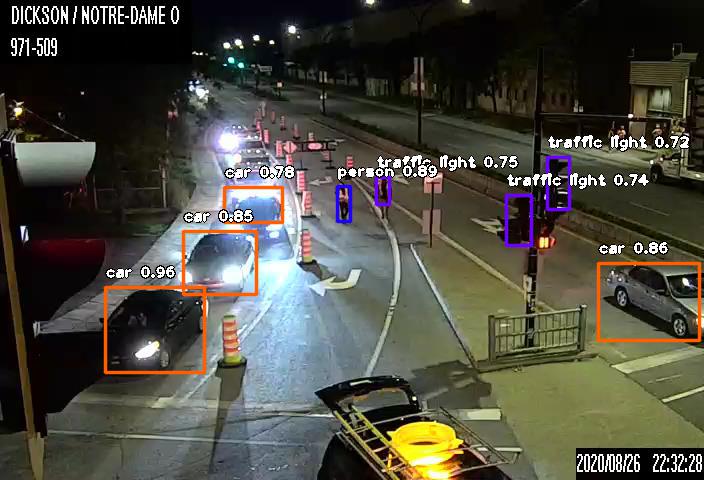 DICKSON / NOTRE-DAME O
971-509
traffic light 0.72
traffic light 0.75
car 0.78
person 0.89
traffic light 0.74
car 0.85
car 0.86
car 0.96
2020/08/26 22:32:28